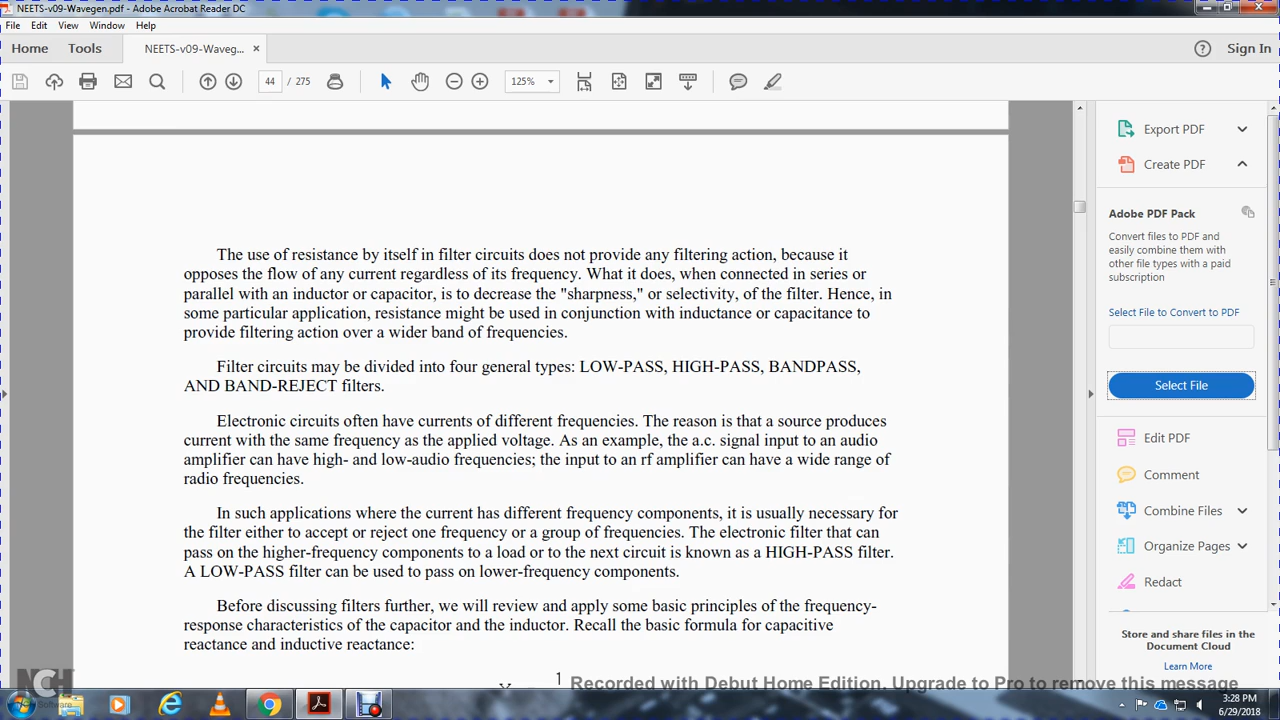 NEETS-v09-Wavegen.pdf - Adobe Acrobat Reader DC
File Edit View Window Help
Home Tools NEETS-v09-Waveg... × Sign In
44 / 275 125%
The use of resistance by itself in filter circuits does not provide any filtering action, because it
opposes the flow of any current regardless of its frequency. What it does, when connected in series or
parallel with an inductor or capacitor, is to decrease the "sharpness," or selectivity, of the filter. Hence, in
some particular application, resistance might be used in conjunction with inductance or capacitance to
provide filtering action over a wider band of frequencies.
Filter circuits may be divided into four general types: LOW-PASS, HIGH-PASS, BANDPASS,
AND BAND-REJECT filters.
Electronic circuits often have currents of different frequencies. The reason is that a source produces
current with the same frequency as the applied voltage. As an example, the a.c. signal input to an audio
amplifier can have high- and low-audio frequencies; the input to an rf amplifier can have a wide range of
radio frequencies.
In such applications where the current has different frequency components, it is usually necessary for
the filter either to accept or reject one frequency or a group of frequencies. The electronic filter that can
pass on the higher-frequency components to a load or to the next circuit is known as a HIGH-PASS filter.
A LOW-PASS filter can be used to pass on lower-frequency components.
Before discussing filters further, we will review and apply some basic principles of the frequency-
response characteristics of the capacitor and the inductor. Recall the basic formula for capacitive
reactance and inductive reactance:
1
Export PDF
Create PDF
Adobe PDF Pack
Convert files to PDF and
easily combine them with
other file types with a paid
subscription
Select File to Convert to PDF
Select File
Edit PDF
Comment
Combine Files
Organize Pages
Redact
Store and share files in the
Document Cloud
Learn More
Recorded with Debut Home Edition. Upgrade to Pro to remove this message
NCH
Software
3:28 PM
6/29/2018